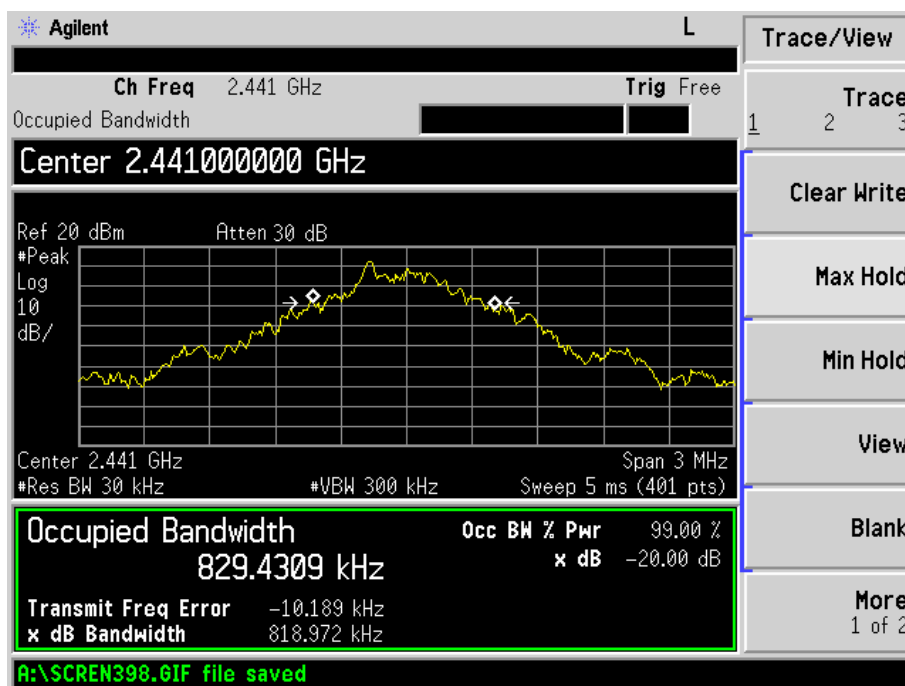 Agilent L
Trace/View
Ch Freq 2.441 GHz Trig Free
Occupied Bandwidth
Trace
1 2 3
Center 2.441000000 GHz
Clear Write
Ref 20 dBm Atten 30 dB
#Peak
Log
10
dB/
Max Hold
Min Hold
View
Center 2.441 GHz Span 3 MHz
#Res BW 30 kHz #VBW 300 kHz Sweep 5 ms (401 pts)
Blank
Occupied Bandwidth Occ BW % Pwr 99.00 %
829.4309 kHz x dB -20.00 dB
Transmit Freq Error -10.189 kHz
x dB Bandwidth 818.972 kHz
More
1 of 2
A:\SCREN398.GIF file saved